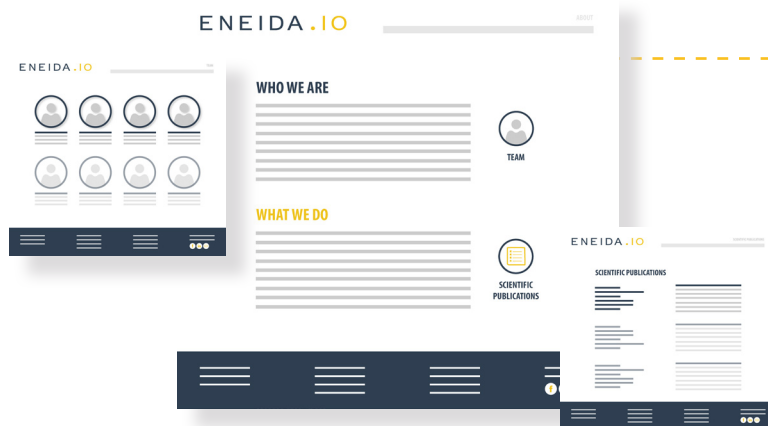 ENEIDA.IO
ABOUT
ENEIDA.IO
WHO WE ARE
TEAM
WHAT WE DO
SCIENTIFIC
PUBLICATIONS
ENEIDA.IO
SCIENTIFIC PUBLICATIONS